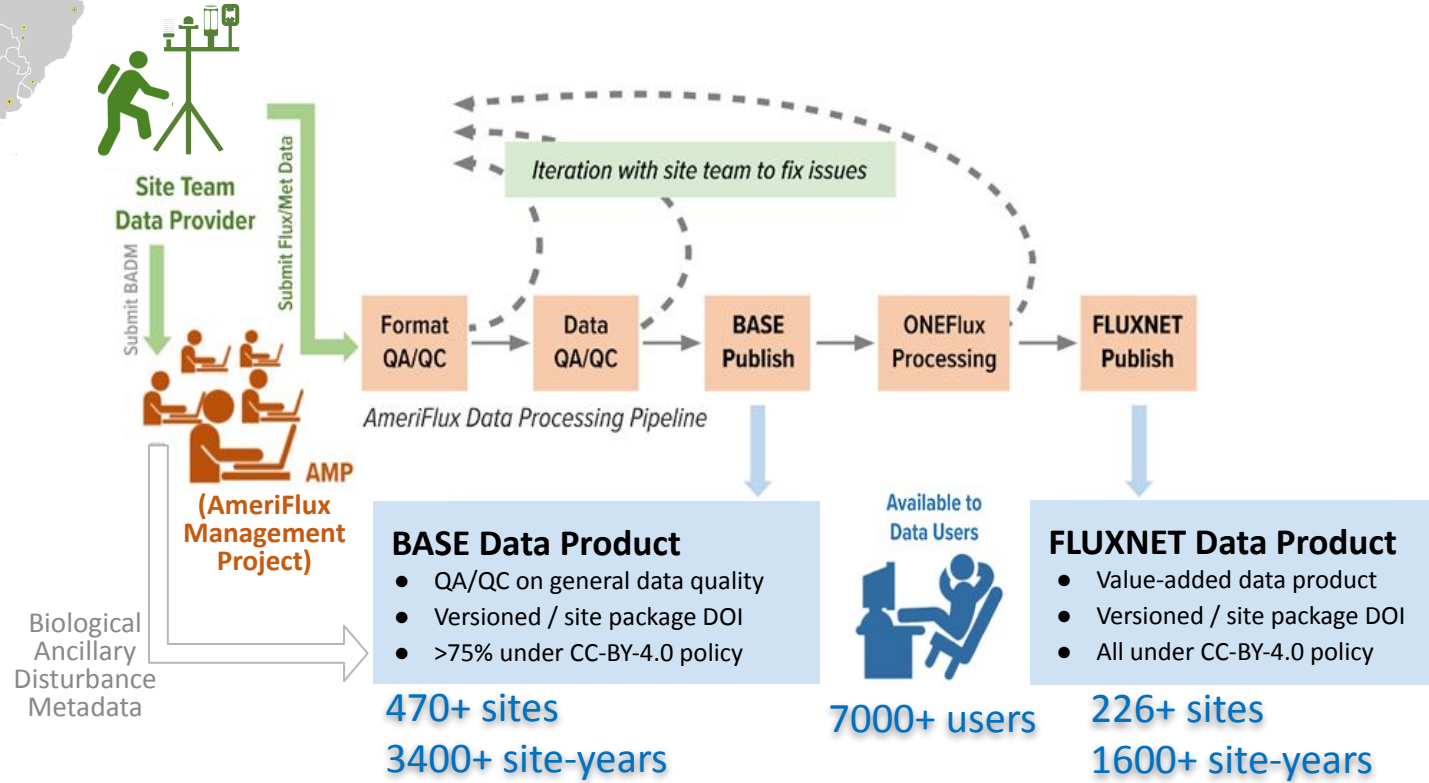 Site Team
Data Provider
Submit BADM
Submit Flux/Met Data
Iteration with site team to fix issues
Format
QA/QC
Data
QA/QC
BASE
Publish
ONEFlux
Processing
FLUXNET
Publish
AmeriFlux Data Processing Pipeline
AMP
(AmeriFlux
Management
Project)
Biological
Ancillary
Disturbance
Metadata
BASE Data Product
● QA/QC on general data quality
● Versioned / site package DOI
● >75% under CC-BY-4.0 policy
470+ sites
3400+ site-years
Available to
Data Users
7000+ users
FLUXNET Data Product
● Value-added data product
● Versioned / site package DOI
● All under CC-BY-4.0 policy
226+ sites
1600+ site-years